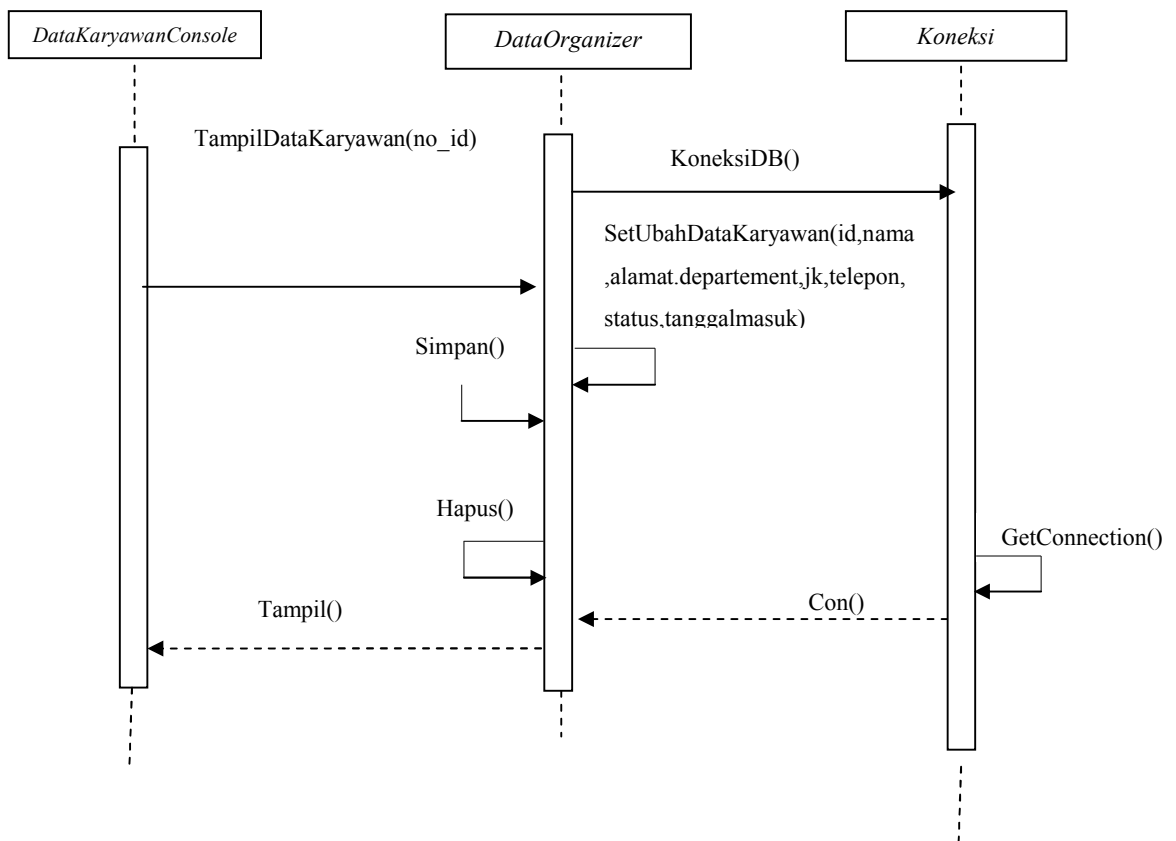 DataKaryawanConsole
DataOrganizer
Koneksi
TampilDataKaryawan(no_id)
KoneksiDB()
SetUbahDataKaryawan(id,nama
,alamat.departement,jk,telepon,
status,tanggalmasuk)
Simpan()
Hapus()
GetConnection()
Con()
Tampil()